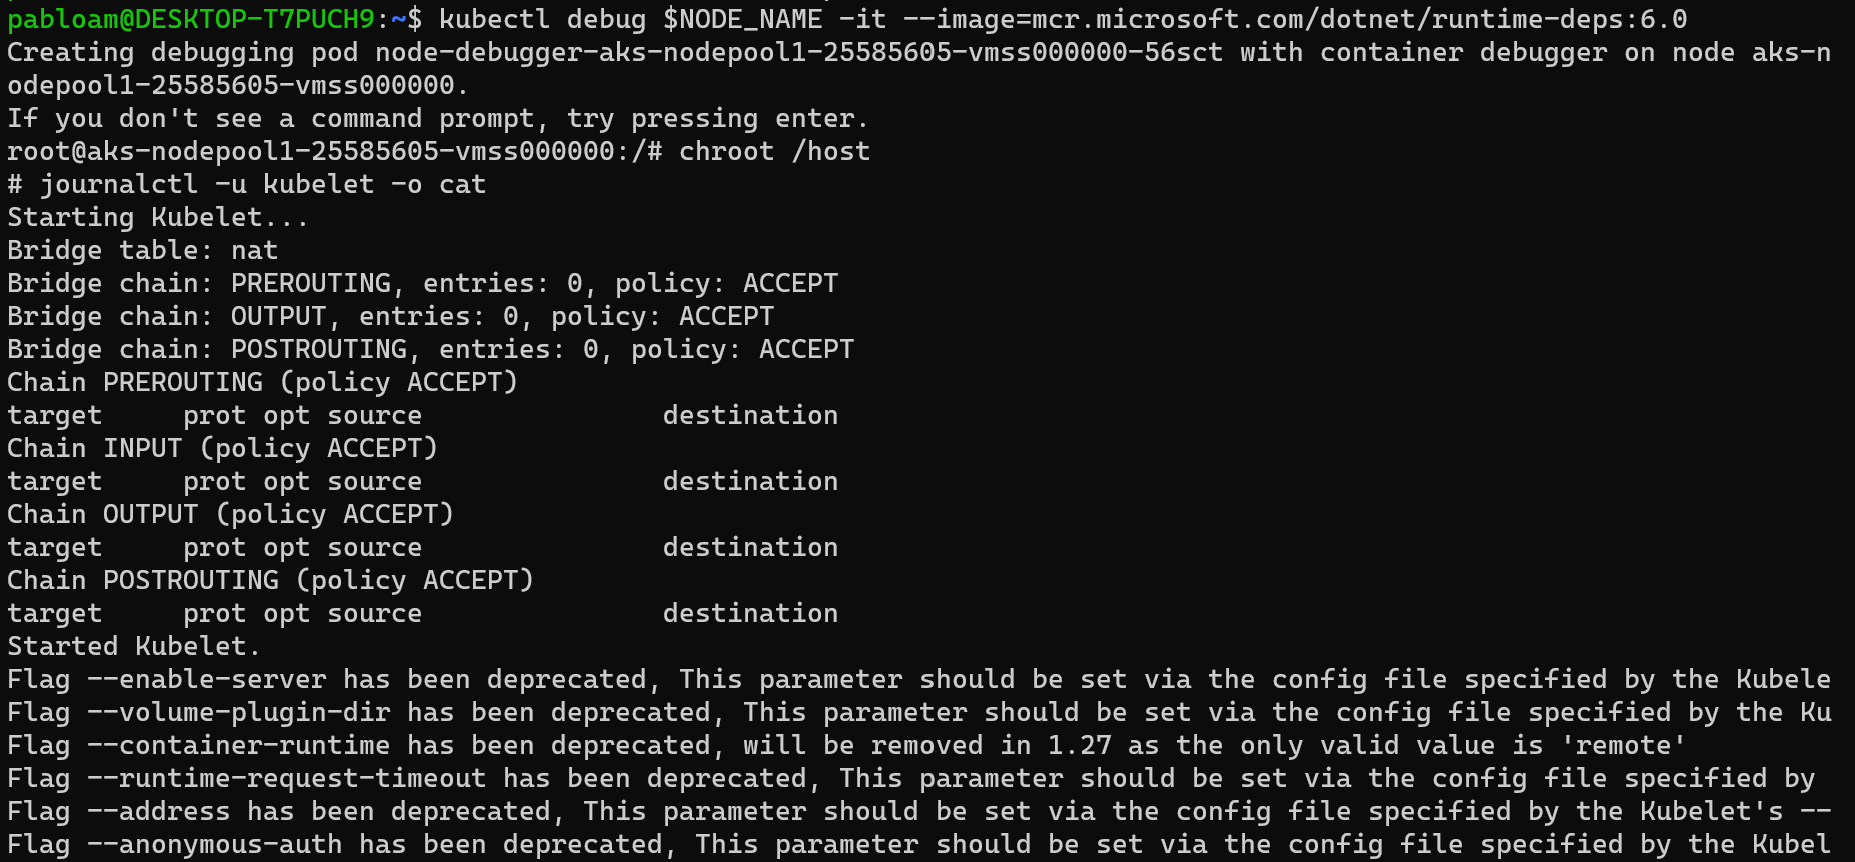 pabloam@DESKTOP-T7PUCH9:~$ kubectl debug $NODE_NAME -it --image=mcr.microsoft.com/dotnet/runtime-deps:6.0
Creating debugging pod node-debugger-aks-nodepool1-25585605-vmss000000-56sct with container debugger on node aks-n
odepool1-25585605-vmss000000.
If you don't see a command prompt, try pressing enter.
root@aks-nodepool1-25585605-vmss000000:/# chroot /host
# journalctl -u kubelet -o cat
Starting Kubelet...
Bridge table: nat
Bridge chain: PREROUTING, entries: 0, policy: ACCEPT
Bridge chain: OUTPUT, entries: 0, policy: ACCEPT
Bridge chain: POSTROUTING, entries: 0, policy: ACCEPT
Chain PREROUTING (policy ACCEPT)
target     prot opt source               destination
Chain INPUT (policy ACCEPT)
target     prot opt source               destination
Chain OUTPUT (policy ACCEPT)
target     prot opt source               destination
Chain POSTROUTING (policy ACCEPT)
target     prot opt source               destination
Started Kubelet.
Flag --enable-server has been deprecated, This parameter should be set via the config file specified by the Kubele
Flag --volume-plugin-dir has been deprecated, This parameter should be set via the config file specified by the Ku
Flag --container-runtime has been deprecated, will be removed in 1.27 as the only valid value is 'remote'
Flag --runtime-request-timeout has been deprecated, This parameter should be set via the config file specified by
Flag --address has been deprecated, This parameter should be set via the config file specified by the Kubelet's --
Flag --anonymous-auth has been deprecated, This parameter should be set via the config file specified by the Kubel